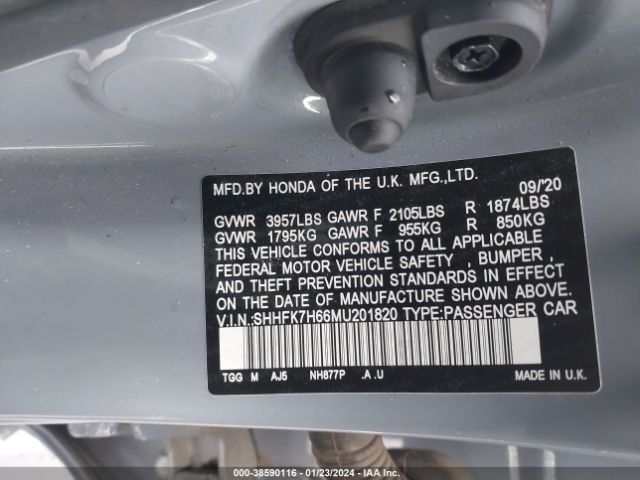 MFD.BY HONDA OF THE U.K. MFG.,LTD.
09/'20
GVWR 3957LBS GAWR F 2105LBS R 1874LBS
GVWR 1795KG GAWR F 955KG R 850KG
THIS VEHICLE CONFORMS TO ALL APPLICABLE
FEDERAL MOTOR VEHICLE SAFETY , BUMPER ,
AND THEFT PREVENTION STANDARDS IN EFFECT
ON THE DATE OF MANUFACTURE SHOWN ABOVE.
V.I.N.:SHHFK7H66MU201820 TYPE:PASSENGER CAR
TGG M AJ5 NH877P .A.U MADE IN U.K.
000-38590116 - 01/23/2024 - IAA Inc.